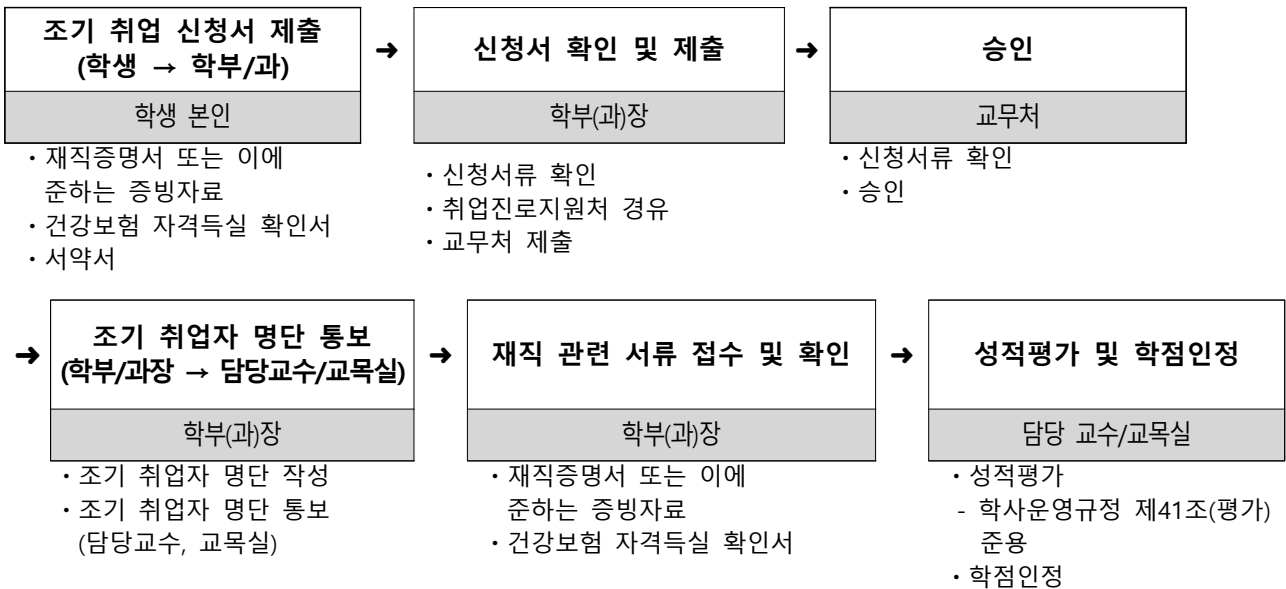 조기 취업 신청서 제출
(학생 → 학부/과)
학생 본인
・재직증명서 또는 이에
준하는 증빙자료
・건강보험 자격득실 확인서
・서약서
➜
신청서 확인 및 제출
학부(과)장
・신청서류 확인
・취업진로지원처 경유
・교무처 제출
➜
승인
교무처
・신청서류 확인
・승인
➜
조기 취업자 명단 통보
(학부/과장 → 담당교수/교목실)
학부(과)장
・조기 취업자 명단 작성
・조기 취업자 명단 통보
(담당교수, 교목실)
➜
재직 관련 서류 접수 및 확인
학부(과)장
・재직증명서 또는 이에
준하는 증빙자료
・건강보험 자격득실 확인서
➜
성적평가 및 학점인정
담당 교수/교목실
・성적평가
- 학사운영규정 제41조(평가)
준용
・학점인정